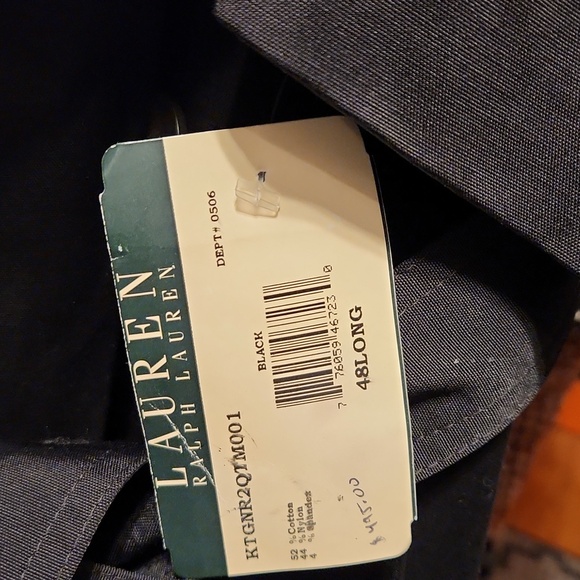 LAUREN
RALPH LAUREN
DEPT# 0506
KTGNR2Q1M001
BLACK
7 76059 46723 0
48LONG
52 %Cotton
44 %Nylon
4 %Sphndex
$ 495.00